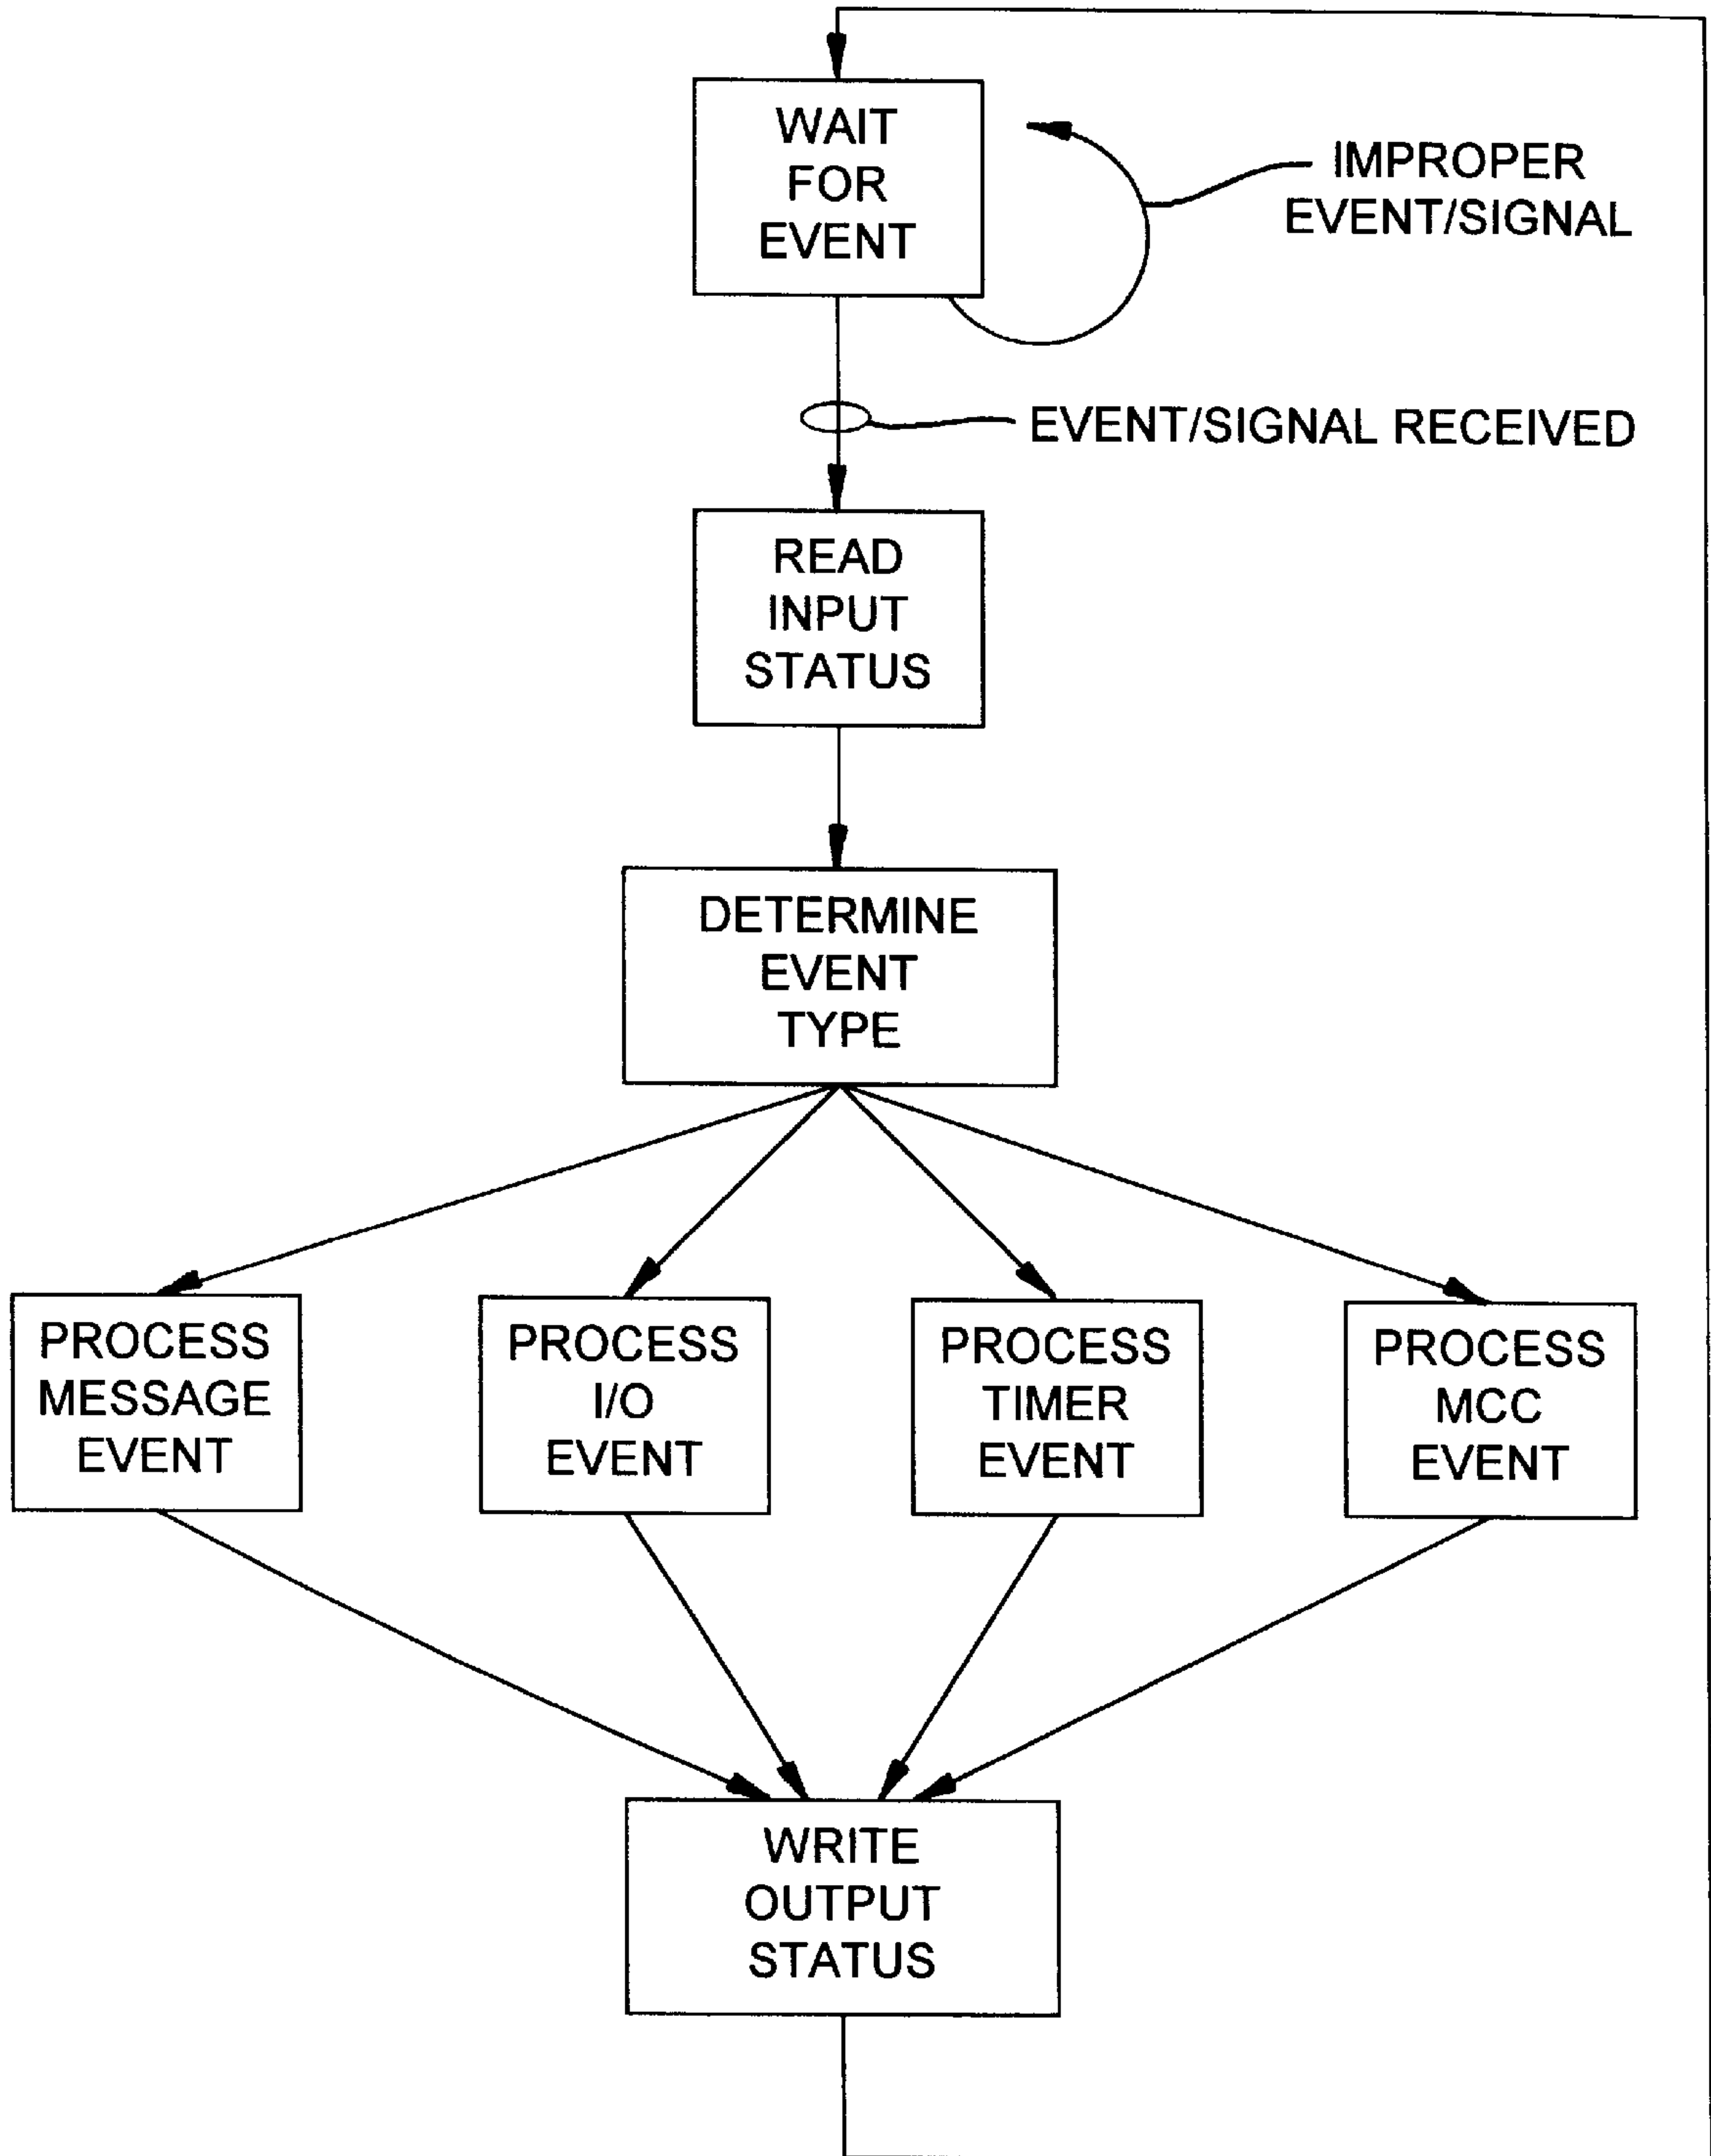 WAIT
FOR
EVENT
IMPROPER
EVENT/SIGNAL
EVENT/SIGNAL RECEIVED
READ
INPUT
STATUS
DETERMINE
EVENT
TYPE
PROCESS
MESSAGE
EVENT
PROCESS
I/O
EVENT
PROCESS
TIMER
EVENT
PROCESS
MCC
EVENT
WRITE
OUTPUT
STATUS